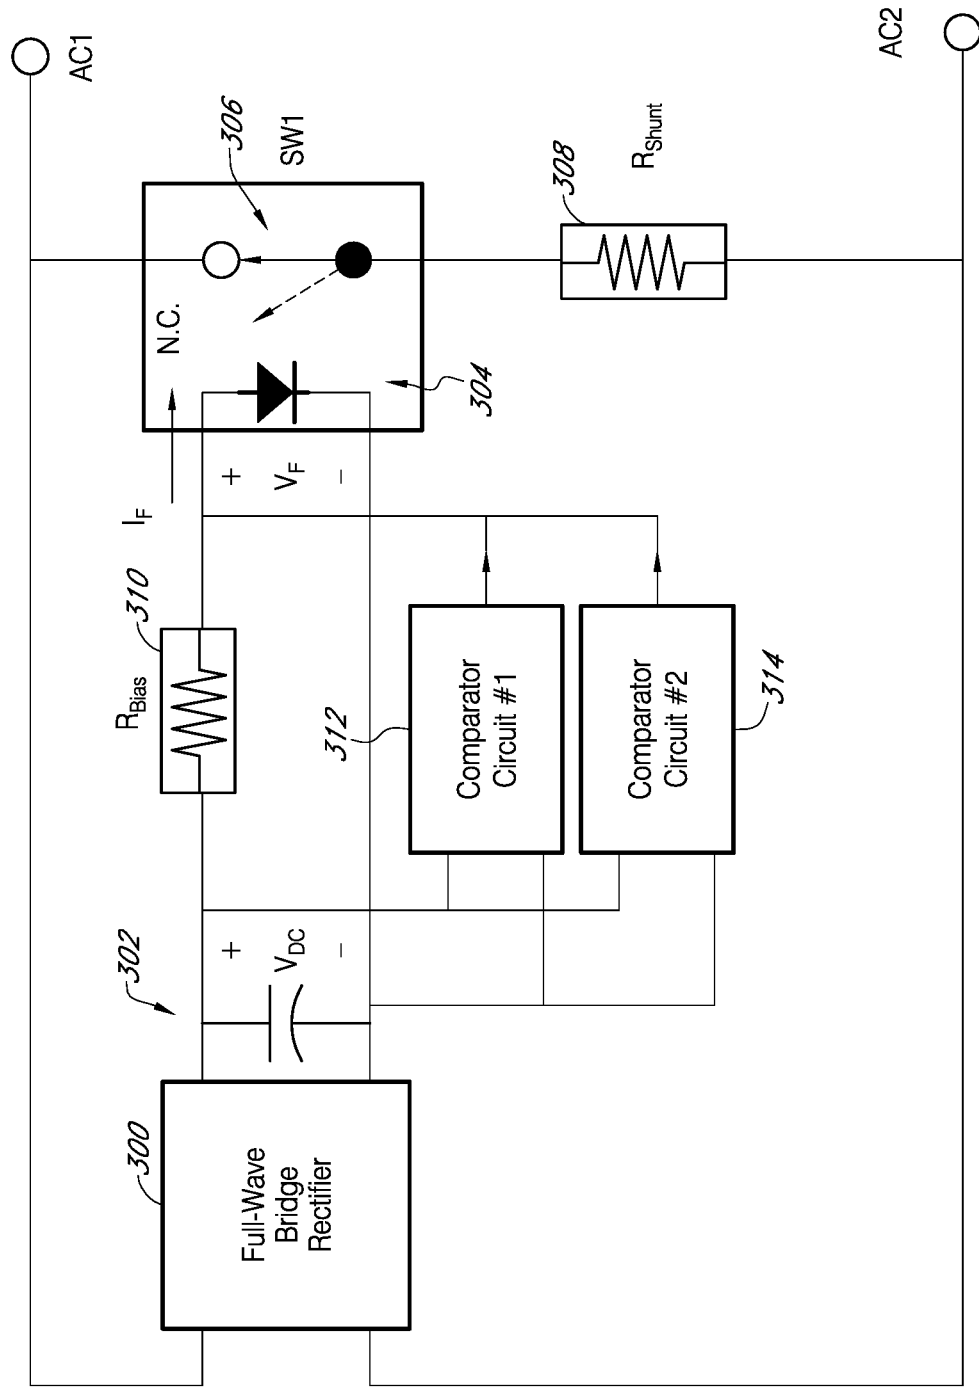 AC1
306
SW1
N.C.
304
308
RShunt
AC2
IF
+
VF
-
310
RBias
312
Comparator
Circuit #1
Comparator
Circuit #2
314
302
+
VDC
-
300
Full-Wave
Bridge
Rectifier